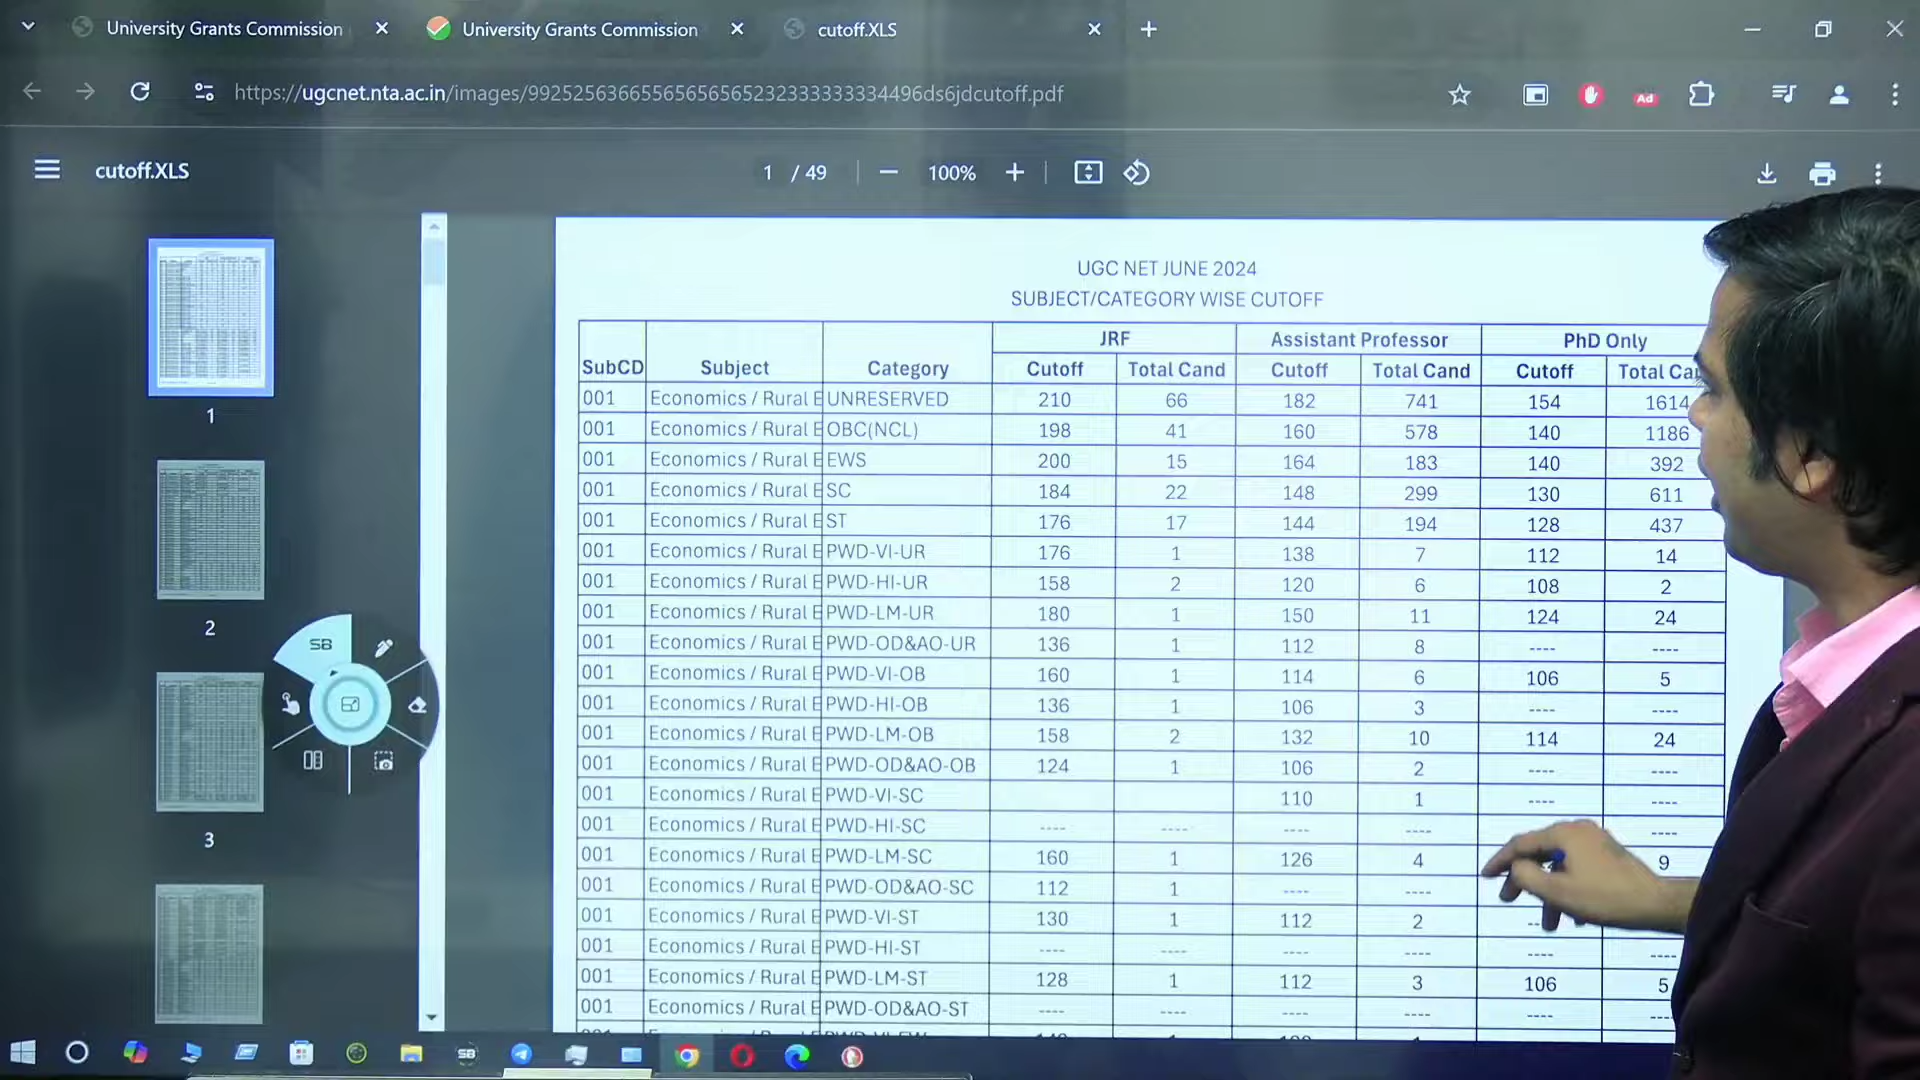 University Grants Commission
University Grants Commission
cutoff.XLS
https://ugcnet.nta.ac.in/images/992525636655656565652323333333344​96ds6jdcutoff.pdf
Ad
cutoff.XLS
1 / 49
100%
UGC NET JUNE 2024
SUBJECT/CATEGORY WISE CUTOFF
JRF Assistant Professor PhD Only
SubCD Subject Category Cutoff Total Cand Cutoff Total Cand Cutoff Total Ca
001 Economics / Rural E UNRESERVED 210 66 182 741 154 1614
001 Economics / Rural E OBC(NCL) 198 41 160 578 140 1186
001 Economics / Rural E EWS 200 15 164 183 140 392
001 Economics / Rural E SC 184 22 148 299 130 611
001 Economics / Rural E ST 176 17 144 194 128 437
001 Economics / Rural E PWD-VI-UR 176 1 138 7 112 14
001 Economics / Rural E PWD-HI-UR 158 2 120 6 108 2
001 Economics / Rural E PWD-LM-UR 180 1 150 11 124 24
001 Economics / Rural E PWD-OD&AO-UR 136 1 112 8 ---- ----
001 Economics / Rural E PWD-VI-OB 160 1 114 6 106 5
001 Economics / Rural E PWD-HI-OB 136 1 106 3 ---- ----
001 Economics / Rural E PWD-LM-OB 158 2 132 10 114 24
001 Economics / Rural E PWD-OD&AO-OB 124 1 106 2 ---- ----
001 Economics / Rural E PWD-VI-SC 110 1 ---- ----
001 Economics / Rural E PWD-HI-SC ---- ---- ---- ---- ----
001 Economics / Rural E PWD-LM-SC 160 1 126 4 9
001 Economics / Rural E PWD-OD&AO-SC 112 1 ---- ----
001 Economics / Rural E PWD-VI-ST 130 1 112 2
001 Economics / Rural E PWD-HI-ST ---- ---- ---- ---- ---- ----
001 Economics / Rural E PWD-LM-ST 128 1 112 3 106 5
001 Economics / Rural E PWD-OD&AO-ST ---- ---- ---- ---- ---- ----
1
2
3
SB
SB